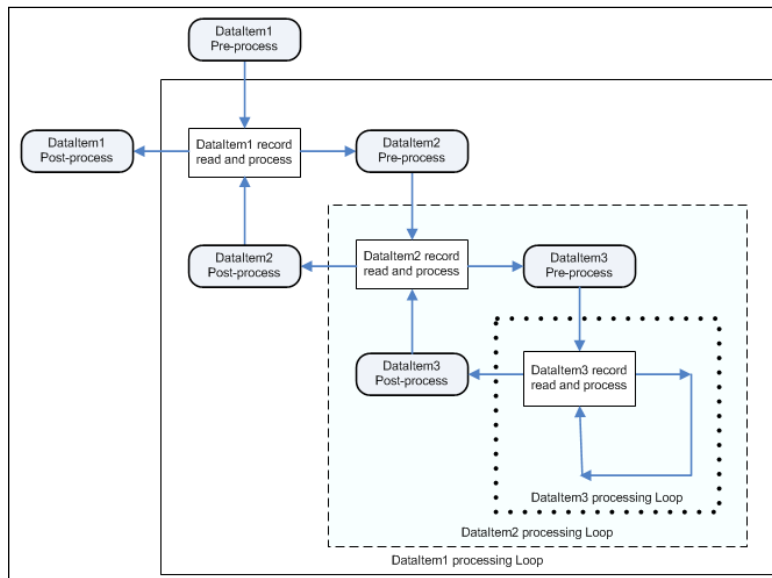 DataItem1
Pre-process
DataItem1
Post-process
DataItem1 record
read and process
DataItem2
Pre-process
DataItem2
Post-process
DataItem2 record
read and process
DataItem3
Pre-process
DataItem3
Post-process
DataItem3 record
read and process
DataItem3 processing Loop
DataItem2 processing Loop
DataItem1 processing Loop